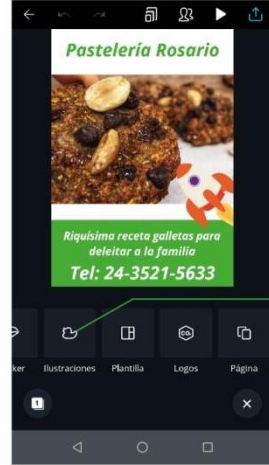 Pastelería Rosario
Riquísima receta galletas para
deleitar a la familia
Tel: 24-3521-5633
ker
Ilustraciones
Plantilla
CO.
Logos
Página
1